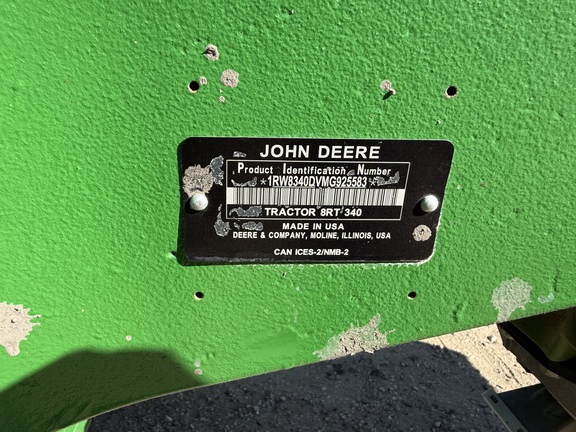 JOHN DEERE
Product Identification Number
*1RW8340DVMG925583*
TRACTOR 8RT 340
MADE IN USA
DEERE & COMPANY, MOLINE, ILLINOIS, USA
CAN ICES-2/NMB-2